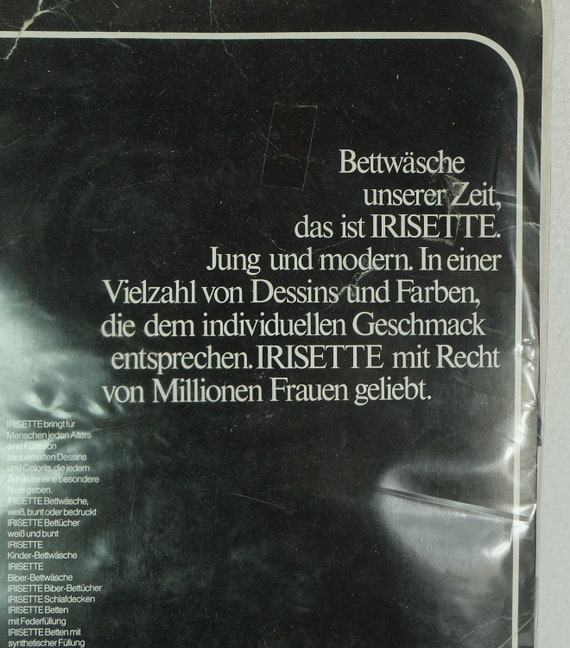 Bettwäsche
unserer Zeit,
das ist IRISETTE.
Jung und modern. In einer
Vielzahl von Dessins und Farben,
die dem individuellen Geschmack
entsprechen. IRISETTE mit Recht
von Millionen Frauen geliebt.
IRISETTE bringt für
Menschen jeden Alters
eine Fülle von
zauberhaften Dessins
und Colorits, die jedem
Zuhause eine besondere
Note geben.
IRISETTE Bettwäsche,
weiß, bunt oder bedruckt
IRISETTE Bettücher
weiß und bunt
IRISETTE
Kinder-Bettwäsche
IRISETTE
Biber-Bettwäsche
IRISETTE Biber-Bettücher
IRISETTE Schlafdecken
IRISETTE Betten
mit Federfüllung
IRISETTE Betten mit
synthetischer Füllung